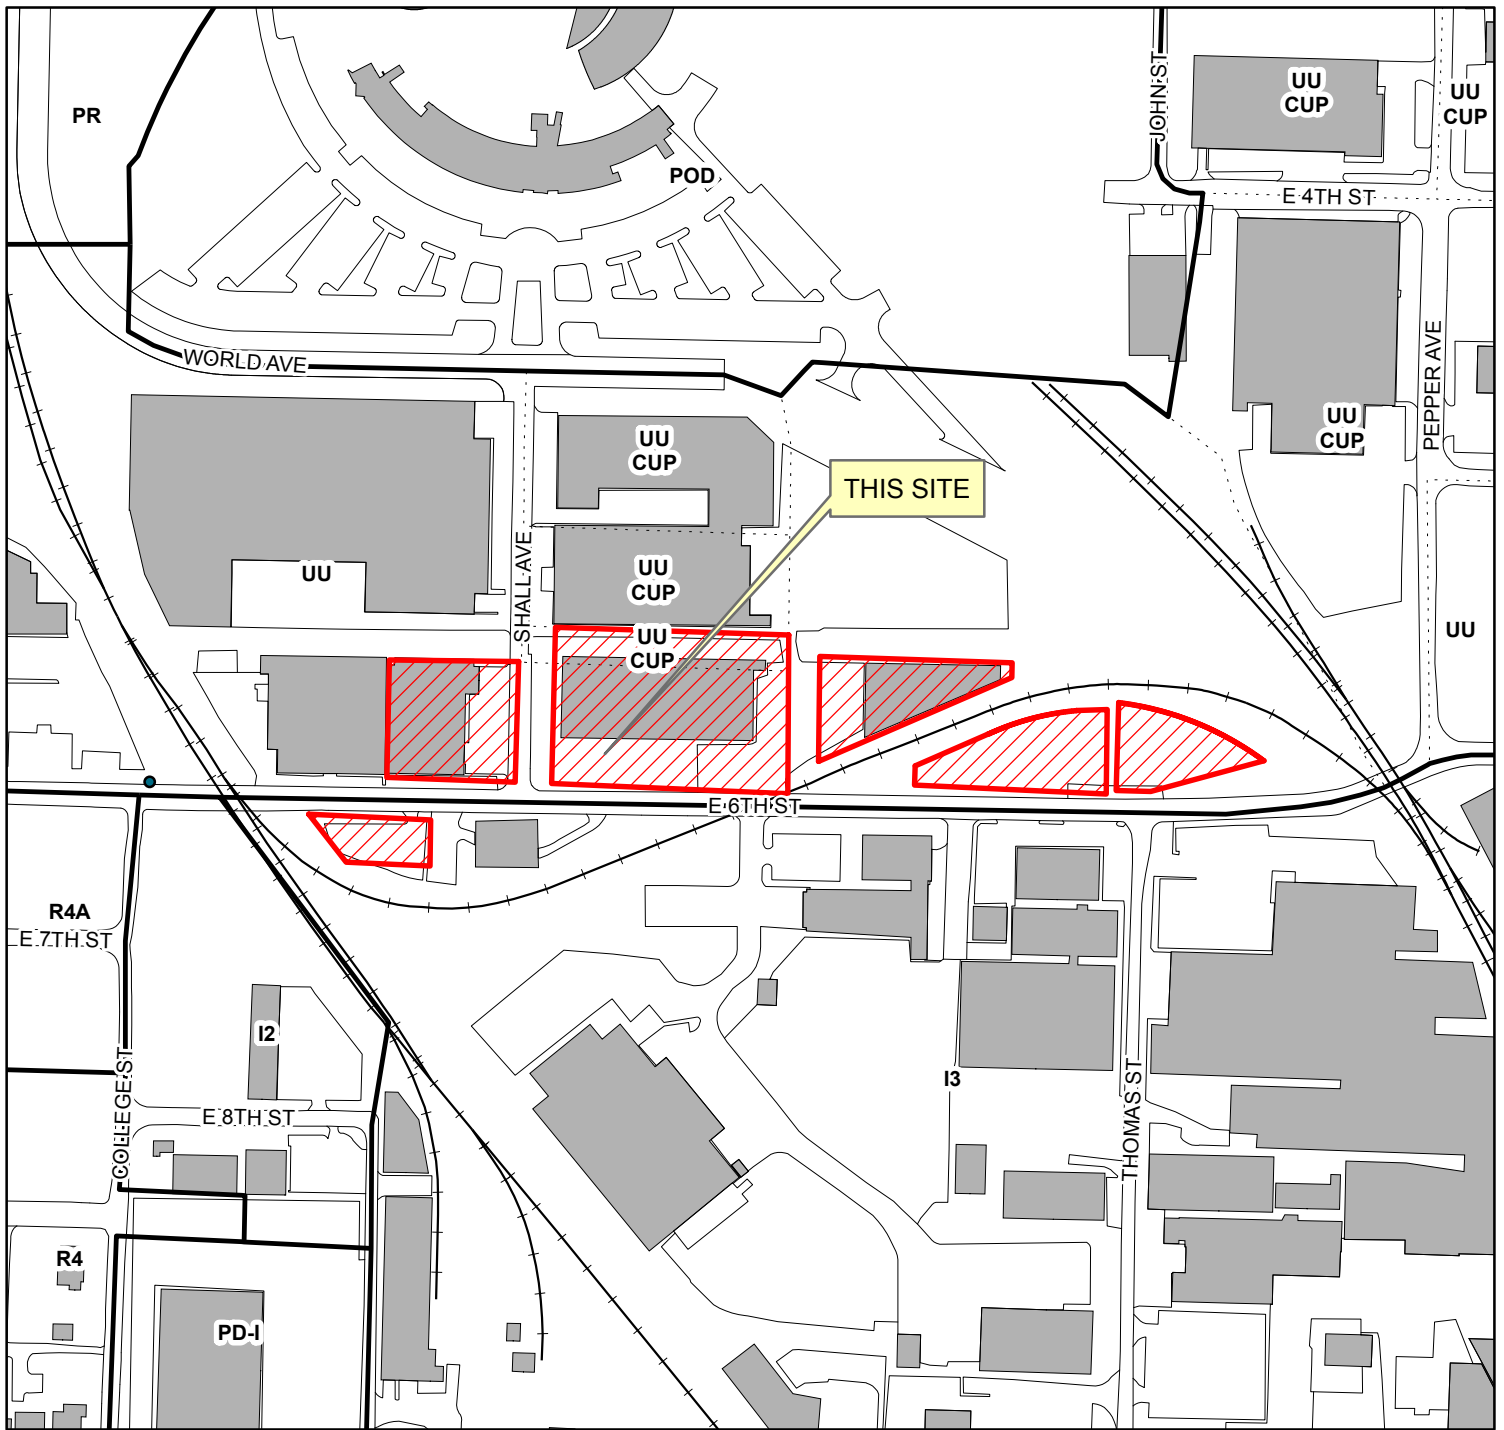 PR
JOHN ST
UU
CUP
UU
CUP
POD
E 4TH ST
WORLD AVE
PEPPER AVE
UU
CUP
UU
CUP
THIS SITE
SHALL AVE
UU
UU
CUP
UU
CUP
UU
E 6TH ST
R4A
E 7TH ST
I2
I3
COLLEGE ST
E 8TH ST
THOMAS ST
R4
PD-I